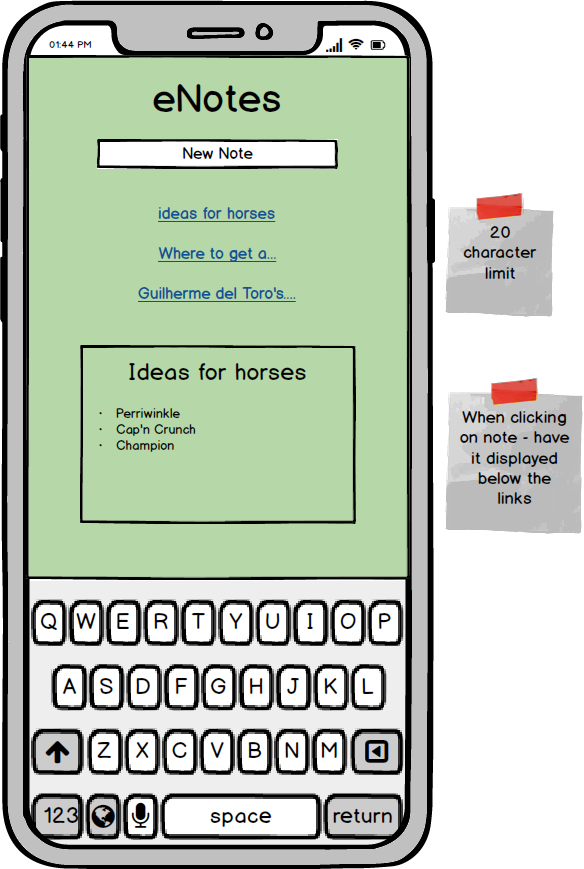 01:44 PM
eNotes
New Note
ideas for horses
Where to get a...
Guilherme del Toro's....
Ideas for horses
· Perriwinkle
· Cap'n Crunch
· Champion
Q W E R T Y U I O P
A S D F G H J K L
Z X C V B N M
123 space return
20
character
limit
When clicking
on note - have
it displayed
below the
links